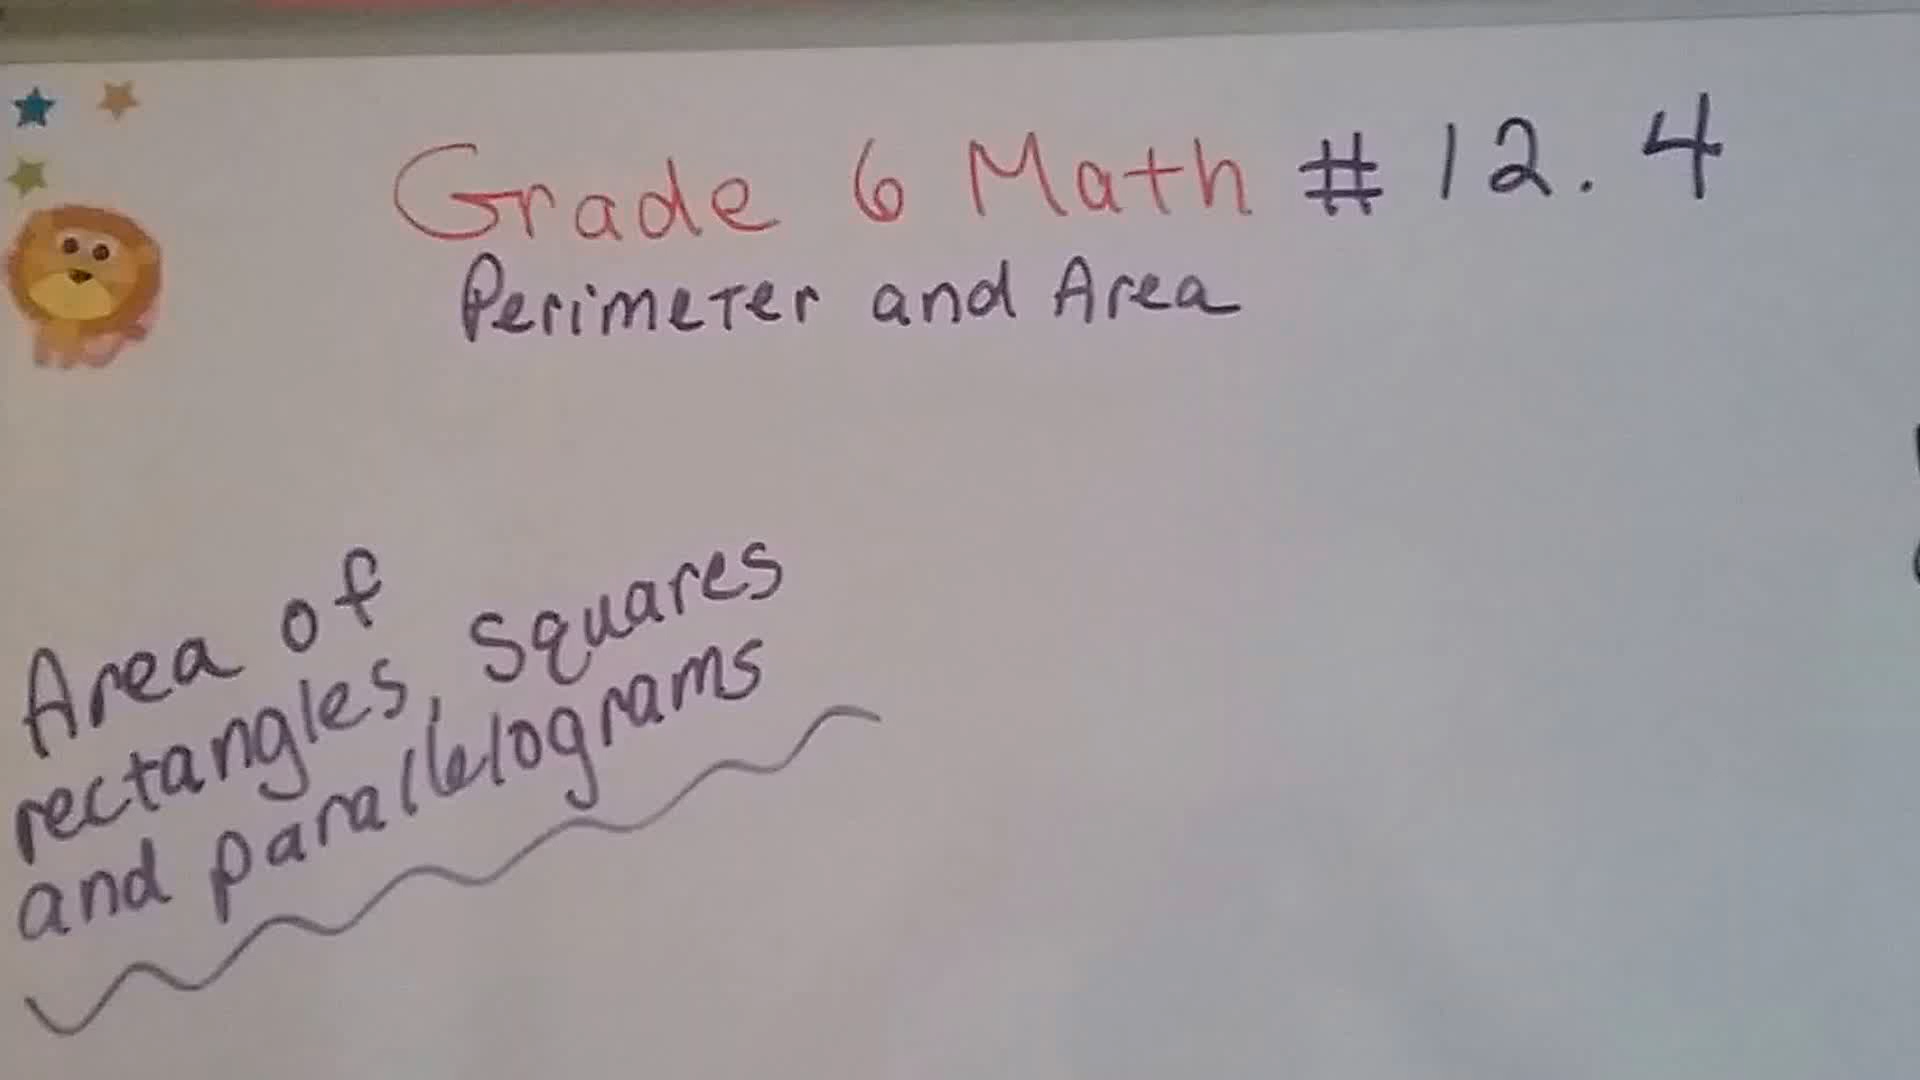 Grade 6 Math # 12.4
Perimeter and Area
Area of
rectangles, squares
and parallelograms